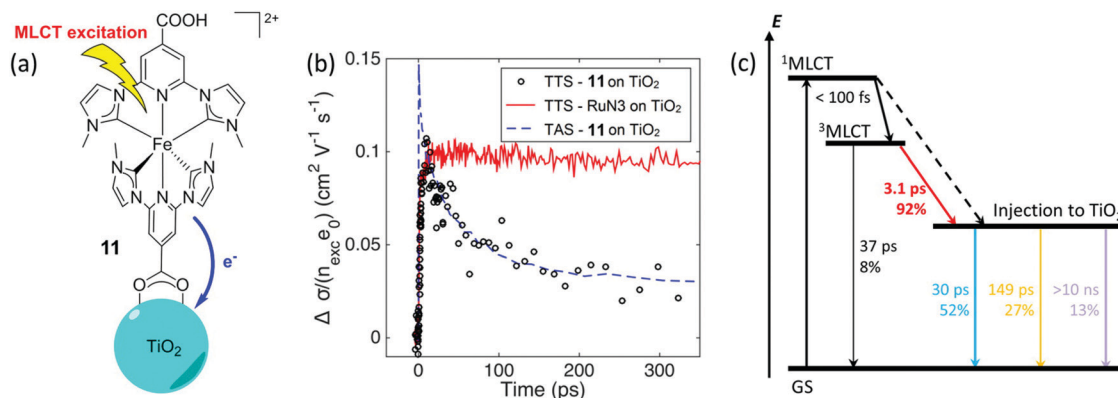 (a)
MLCT excitation
COOH
2+
N
N
N
N
N
Fe
N
N
N
N
N
11
e-
O
O
TiO2
(b)
TTS - 11 on TiO2
TTS - RuN3 on TiO2
TAS - 11 on TiO2
0.15
0.1
0.05
0
Δ σ/(nexc e0) (cm2 V-1 s-1)
0
100
200
300
Time (ps)
(c)
E
1MLCT
< 100 fs
3MLCT
3.1 ps
92%
Injection to TiO2
37 ps
8%
30 ps
52%
149 ps
27%
>10 ns
13%
GS